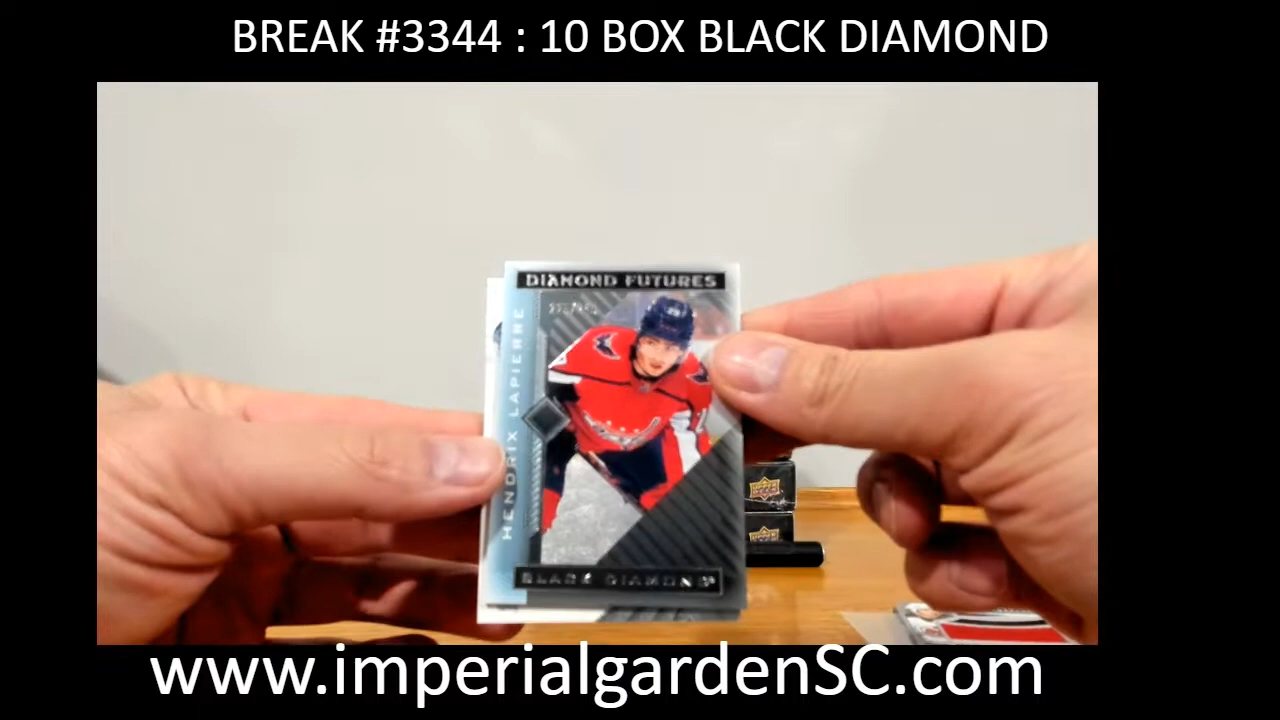 BREAK #3344 : 10 BOX BLACK DIAMOND
DIAMOND FUTURES
HENDRIX LAPIERRE
BLACK DIAMOND
www.imperialgardenSC.com